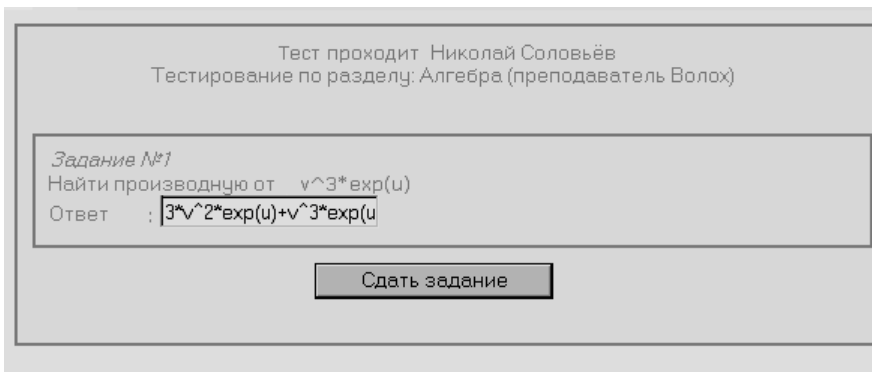 Тест проходит Николай Соловьёв
Тестирование по разделу: Алгебра (преподаватель Волох)
Задание №1
Найти производную от v^3*exp(u)
Ответ : 3*v^2*exp(u)+v^3*exp(u
Сдать задание